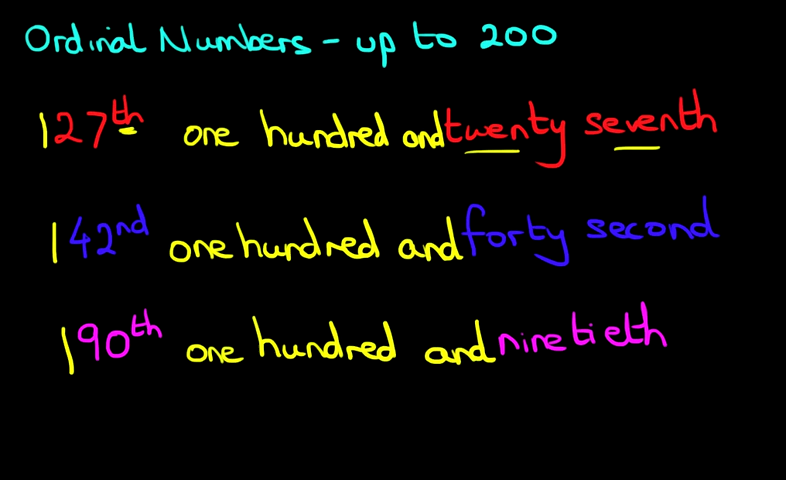 Ordinal Numbers - up to 200
127th one hundred and twenty seventh
142nd one hundred and forty second
190th one hundred and ninetieth